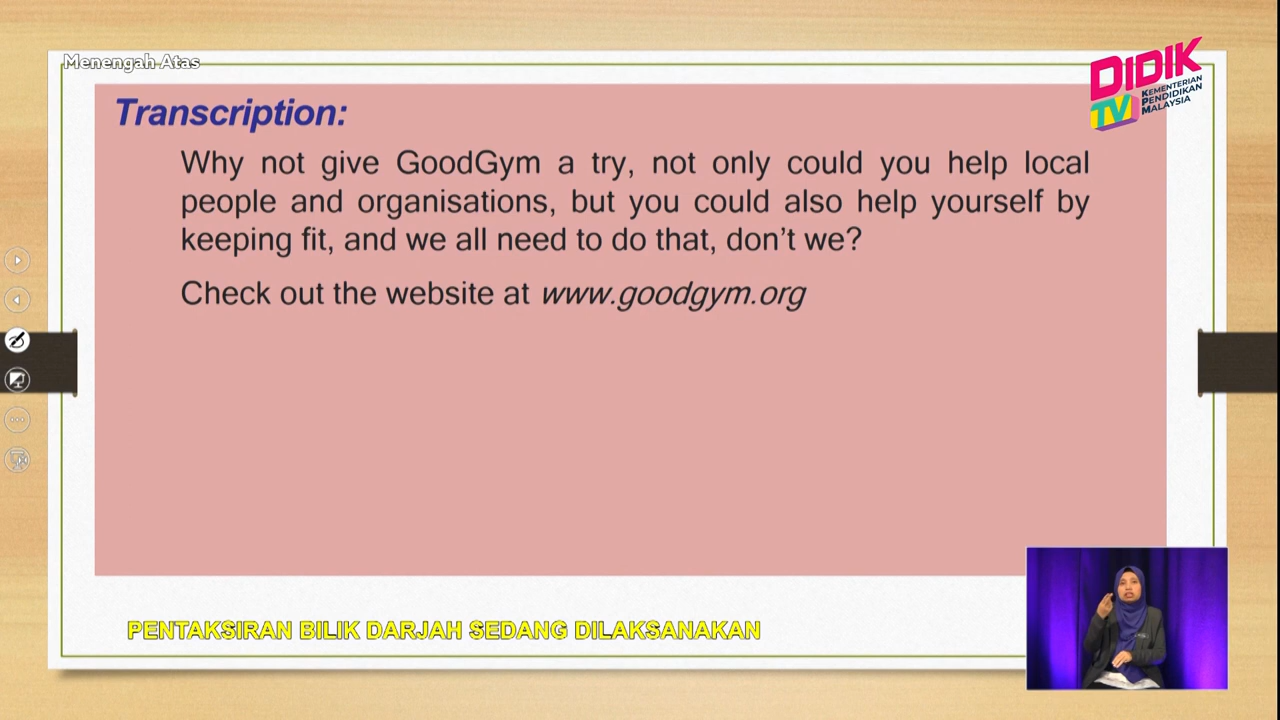 Menengah Atas
DIDIK
TV
KEMENTERIAN
PENDIDIKAN
MALAYSIA
Transcription:
Why not give GoodGym a try, not only could you help local
people and organisations, but you could also help yourself by
keeping fit, and we all need to do that, don’t we?
Check out the website at www.goodgym.org
PENTAKSIRAN BILIK DARJAH SEDANG DILAKSANAKAN